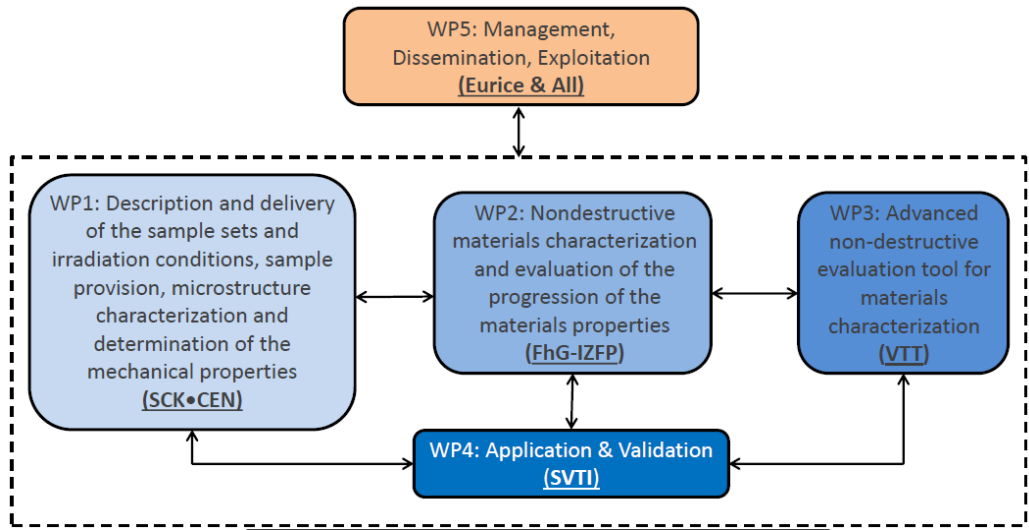 WP5: Management,
Dissemination, Exploitation
(Eurice & All)
WP1: Description and delivery
of the sample sets and
irradiation conditions, sample
provision, microstructure
characterization and
determination of the
mechanical properties
(SCK•CEN)
WP2: Nondestructive
materials characterization
and evaluation of the
progression of the
materials properties
(FhG-IZFP)
WP3: Advanced
non-destructive
evaluation tool for
materials
characterization
(VTT)
WP4: Application & Validation
(SVTI)